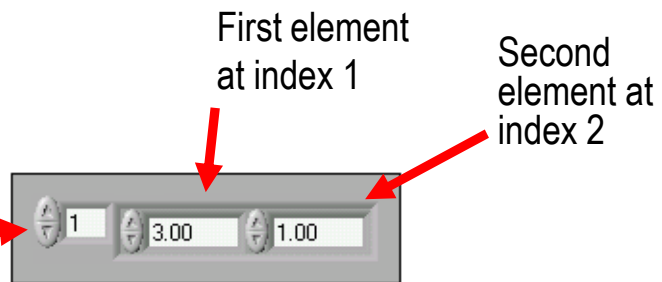 First element
at index 1
Second
element at
index 2
1 3.00 1.00